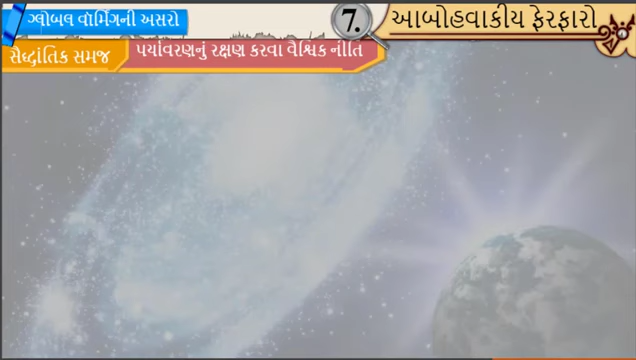 ગ્લોબલ વૉર્મિંગની અસરો
7.
આબોહવાકીય ફેરફારો
સૈદ્ધાંતિક સમજ
પર્યાવરણનું રક્ષણ કરવા વૈશ્વિક નીતિ